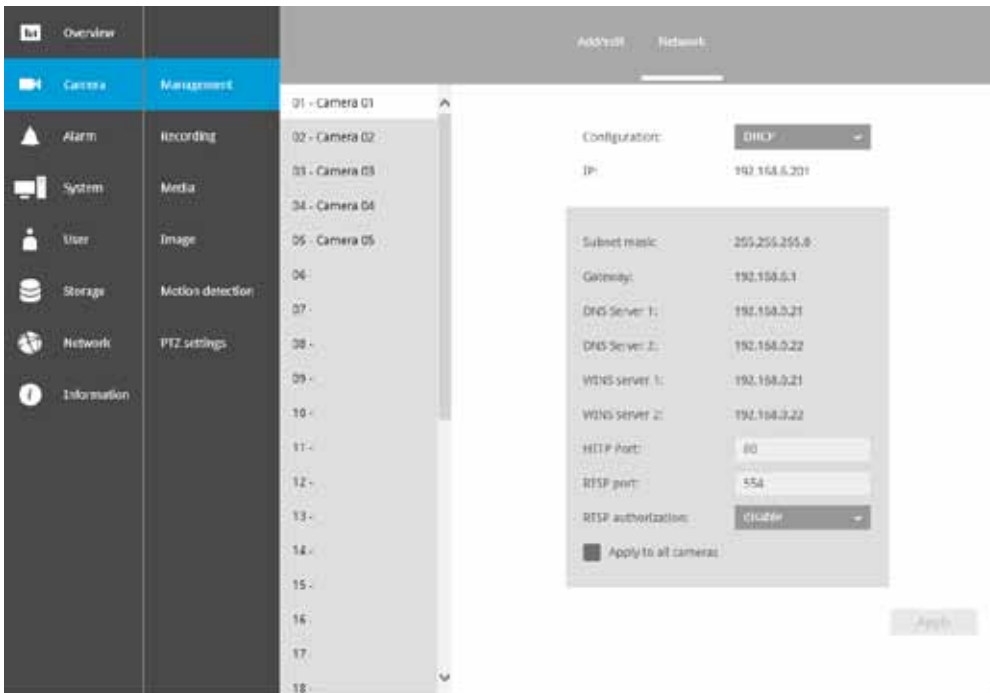 Overview
Camera
Alarm
System
User
Storage
Network
Information
Management
Recording
Media
Image
Motion detection
PTZ settings
01 - Camera 01
02 - Camera 02
03 - Camera 03
04 - Camera 04
05 - Camera 05
06
07 -
08 -
09 -
10 -
11 -
12 -
13 -
14 -
15 -
16
17
18 -
Add/edit Network
Configuration: DHCP
IP: 192.168.6.201
Subnet mask: 255.255.255.0
Gateway: 192.168.6.1
DNS Server 1: 192.168.0.21
DNS Server 2: 192.168.0.22
WINS server 1: 192.168.0.21
WINS server 2: 192.168.0.22
HTTP Port: 80
RTSP port: 554
RTSP authorization: disable
Apply to all cameras
Apply